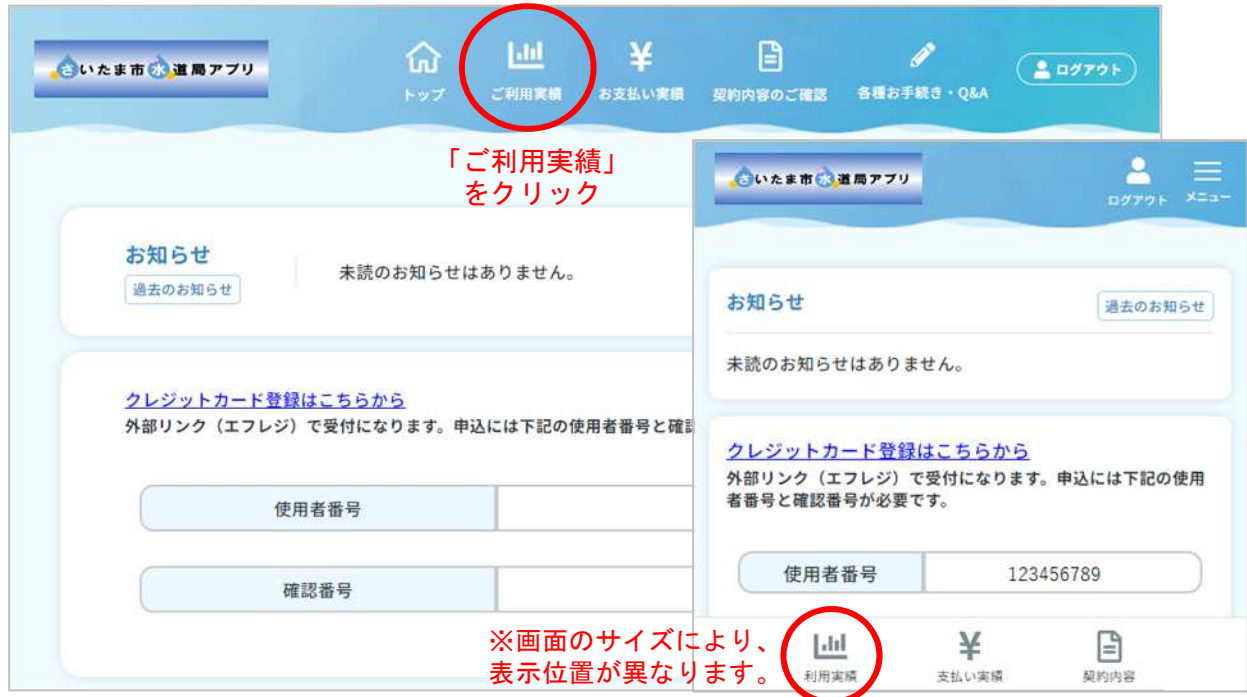 さいたま市水道局アプリ
トップ
ご利用実績
お支払い実績
契約内容のご確認
各種お手続き・Q&A
ログアウト
「ご利用実績」
をクリック
お知らせ
過去のお知らせ
未読のお知らせはありません。
クレジットカード登録はこちらから
外部リンク（エフレジ）で受付になります。申込には下記の使用者番号と確認
使用者番号
確認番号
※画面のサイズにより、
表示位置が異なります。
さいたま市水道局アプリ
ログアウト
メニュー
お知らせ
過去のお知らせ
未読のお知らせはありません。
クレジットカード登録はこちらから
外部リンク（エフレジ）で受付になります。申込には下記の使用
者番号と確認番号が必要です。
使用者番号
123456789
利用実績
支払い実績
契約内容